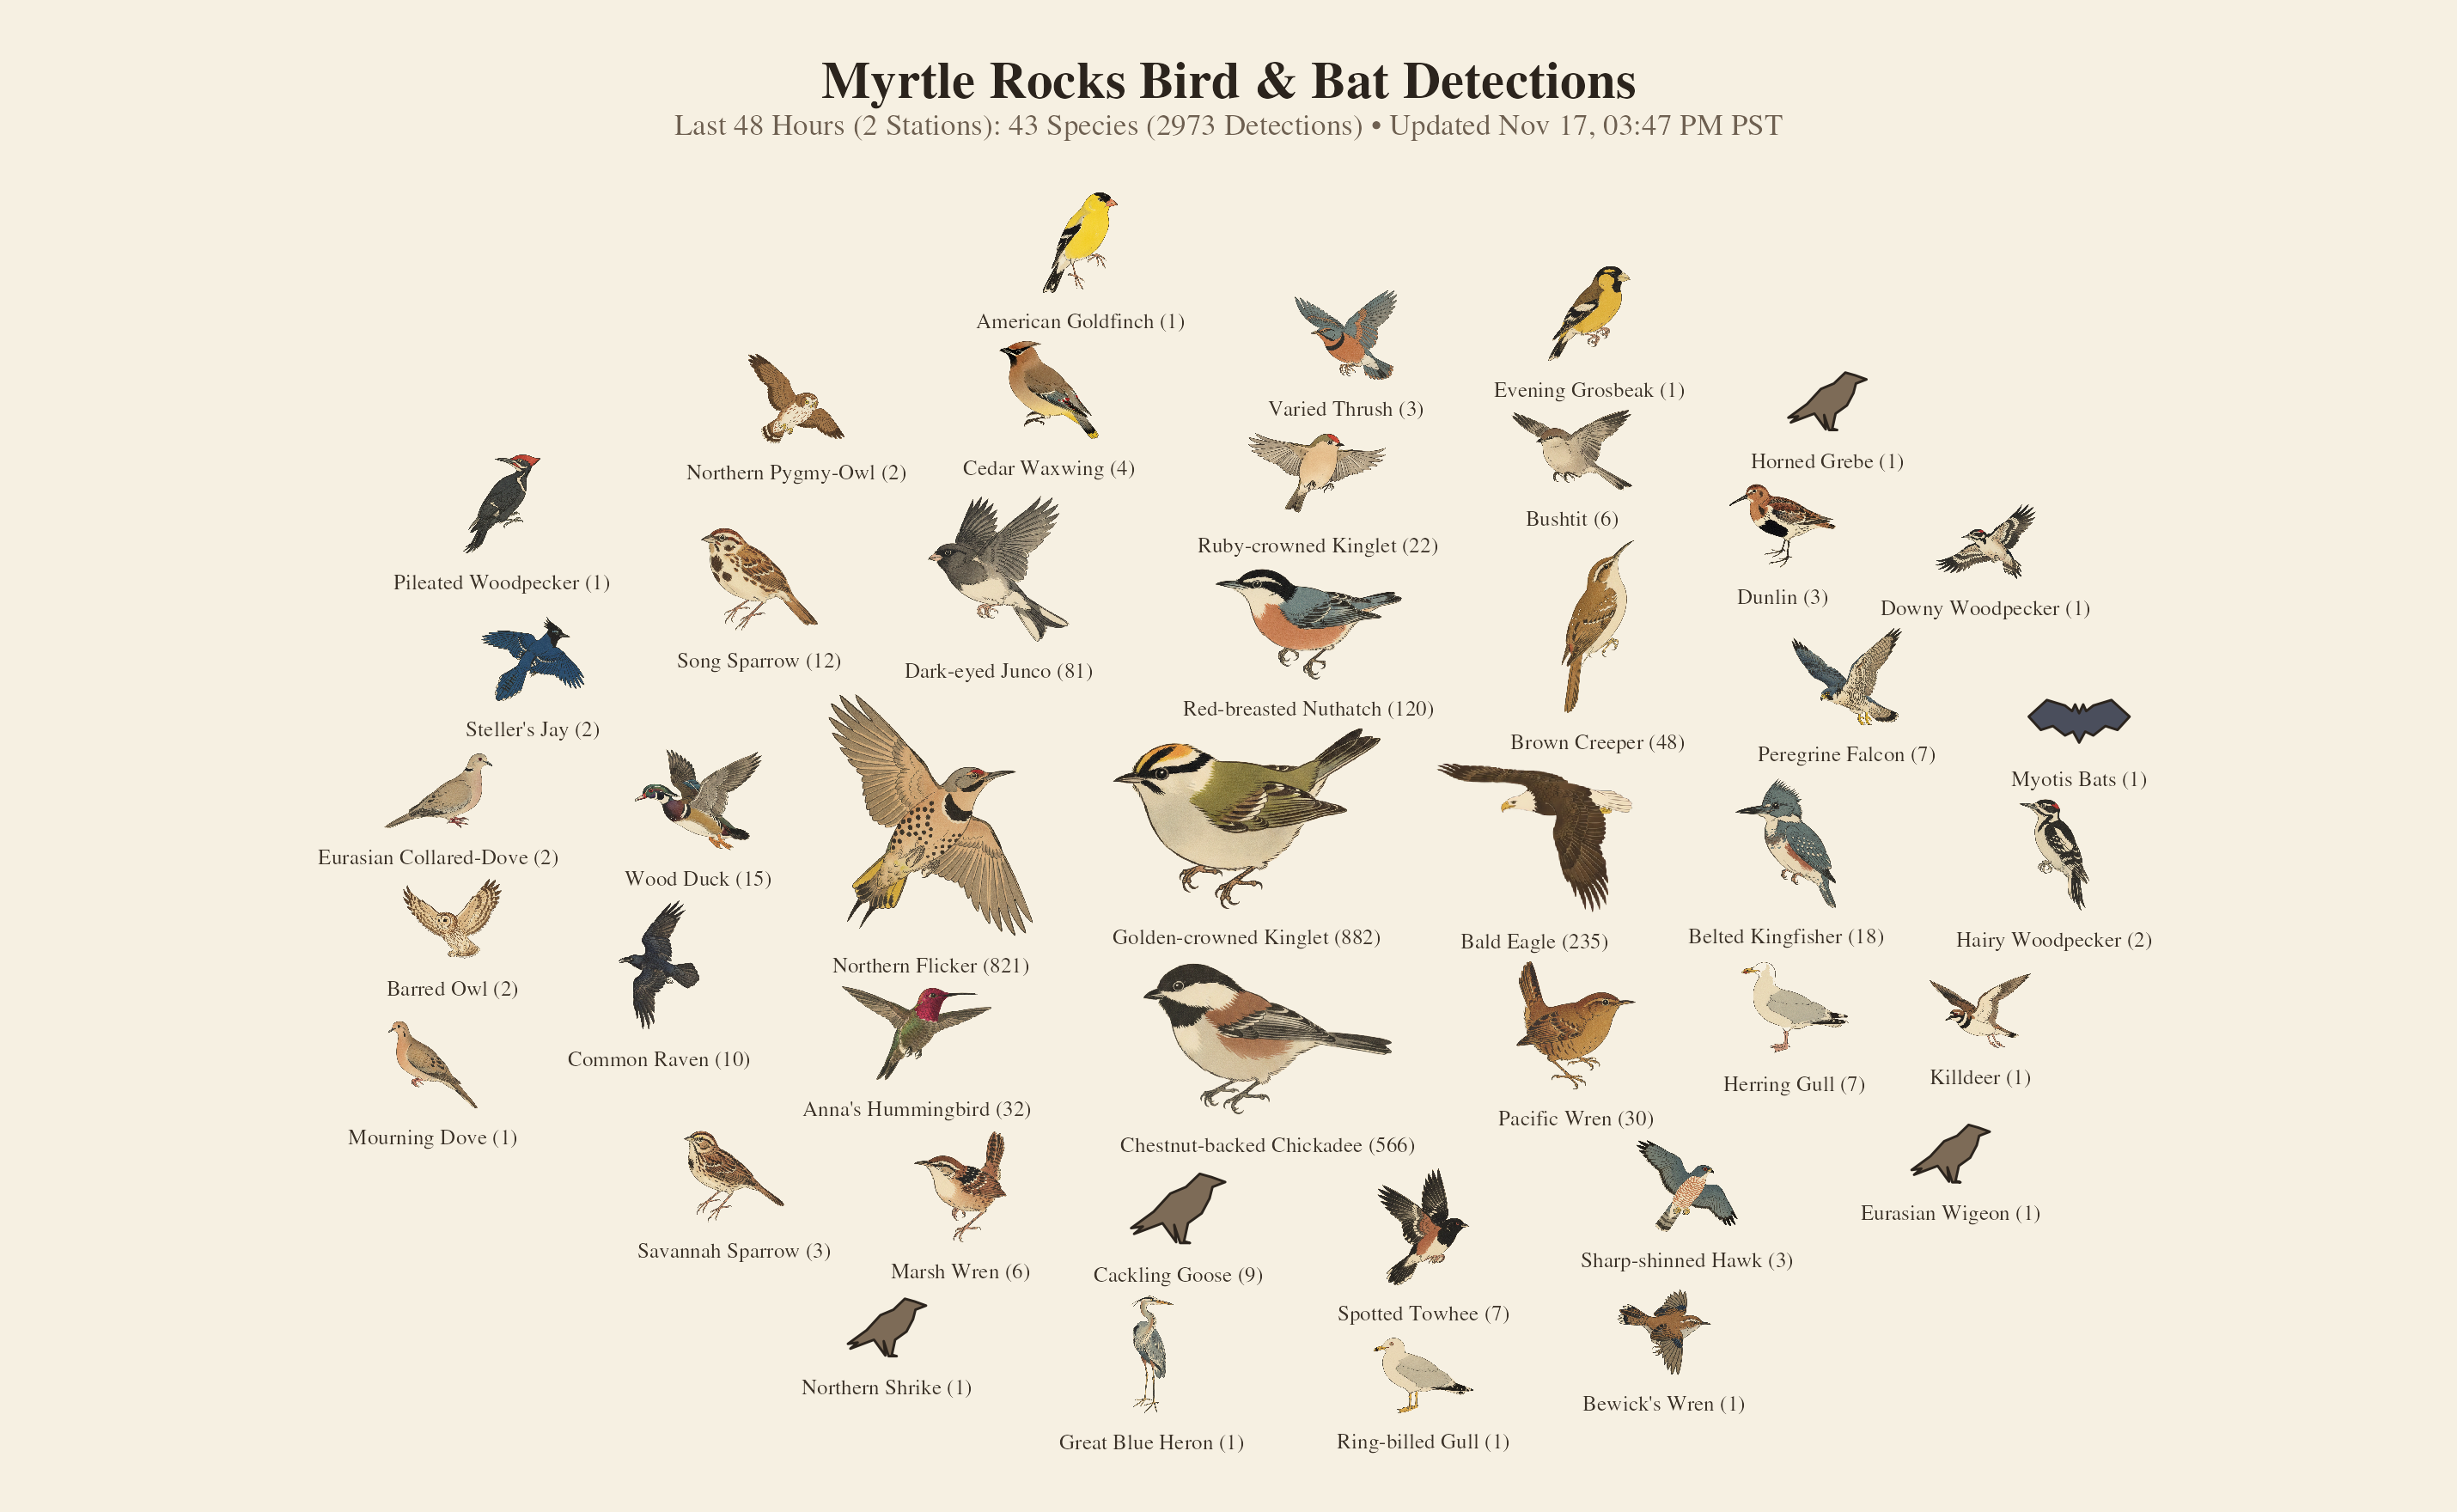 Myrtle Rocks Bird & Bat Detections
Last 48 Hours (2 Stations): 43 Species (2973 Detections) • Updated Nov 17, 03:47 PM PST
American Goldfinch (1)
Evening Grosbeak (1)
Varied Thrush (3)
Horned Grebe (1)
Cedar Waxwing (4)
Northern Pygmy-Owl (2)
Bushtit (6)
Ruby-crowned Kinglet (22)
Pileated Woodpecker (1)
Dunlin (3)
Downy Woodpecker (1)
Song Sparrow (12)
Dark-eyed Junco (81)
Red-breasted Nuthatch (120)
Steller's Jay (2)
Brown Creeper (48)
Peregrine Falcon (7)
Myotis Bats (1)
Eurasian Collared-Dove (2)
Wood Duck (15)
Northern Flicker (821)
Golden-crowned Kinglet (882)
Bald Eagle (235)
Belted Kingfisher (18)
Hairy Woodpecker (2)
Barred Owl (2)
Common Raven (10)
Anna's Hummingbird (32)
Chestnut-backed Chickadee (566)
Pacific Wren (30)
Herring Gull (7)
Killdeer (1)
Mourning Dove (1)
Savannah Sparrow (3)
Marsh Wren (6)
Cackling Goose (9)
Spotted Towhee (7)
Sharp-shinned Hawk (3)
Eurasian Wigeon (1)
Northern Shrike (1)
Great Blue Heron (1)
Ring-billed Gull (1)
Bewick's Wren (1)